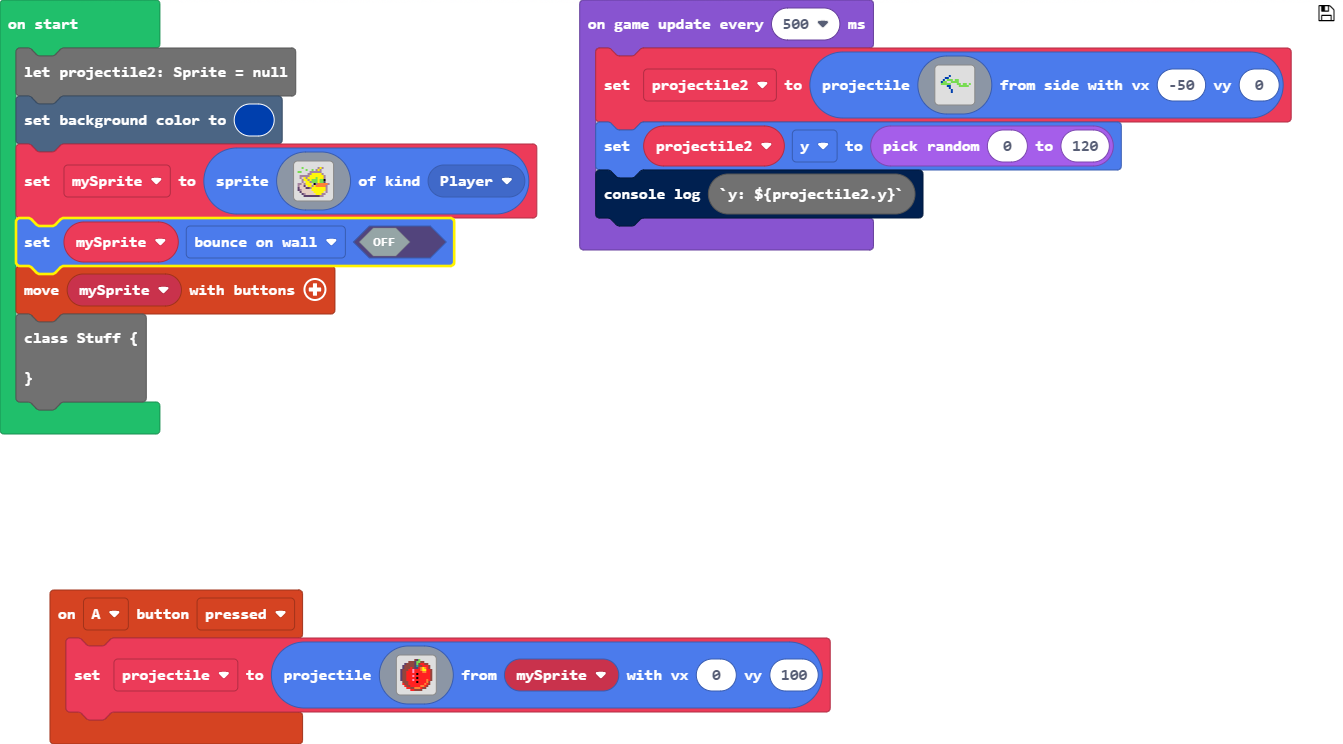 on start
let projectile2: Sprite = null
set background color to
set mySprite to sprite of kind Player
set mySprite bounce on wall OFF
move mySprite with buttons
class Stuff {
}
on game update every 500 ms
set projectile2 to projectile from side with vx -50 vy 0
set projectile2 y to pick random 0 to 120
console log `y: ${projectile2.y}`
on A button pressed
set projectile to projectile from mySprite with vx 0 vy 100